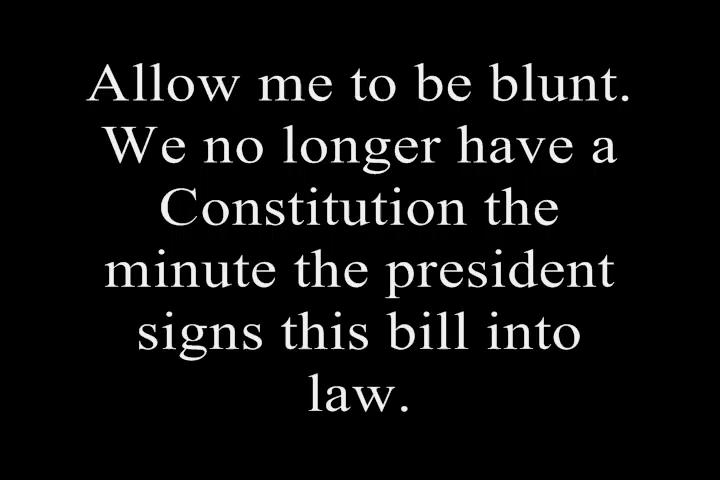 Allow me to be blunt.
We no longer have a
Constitution the
minute the president
signs this bill into
law.